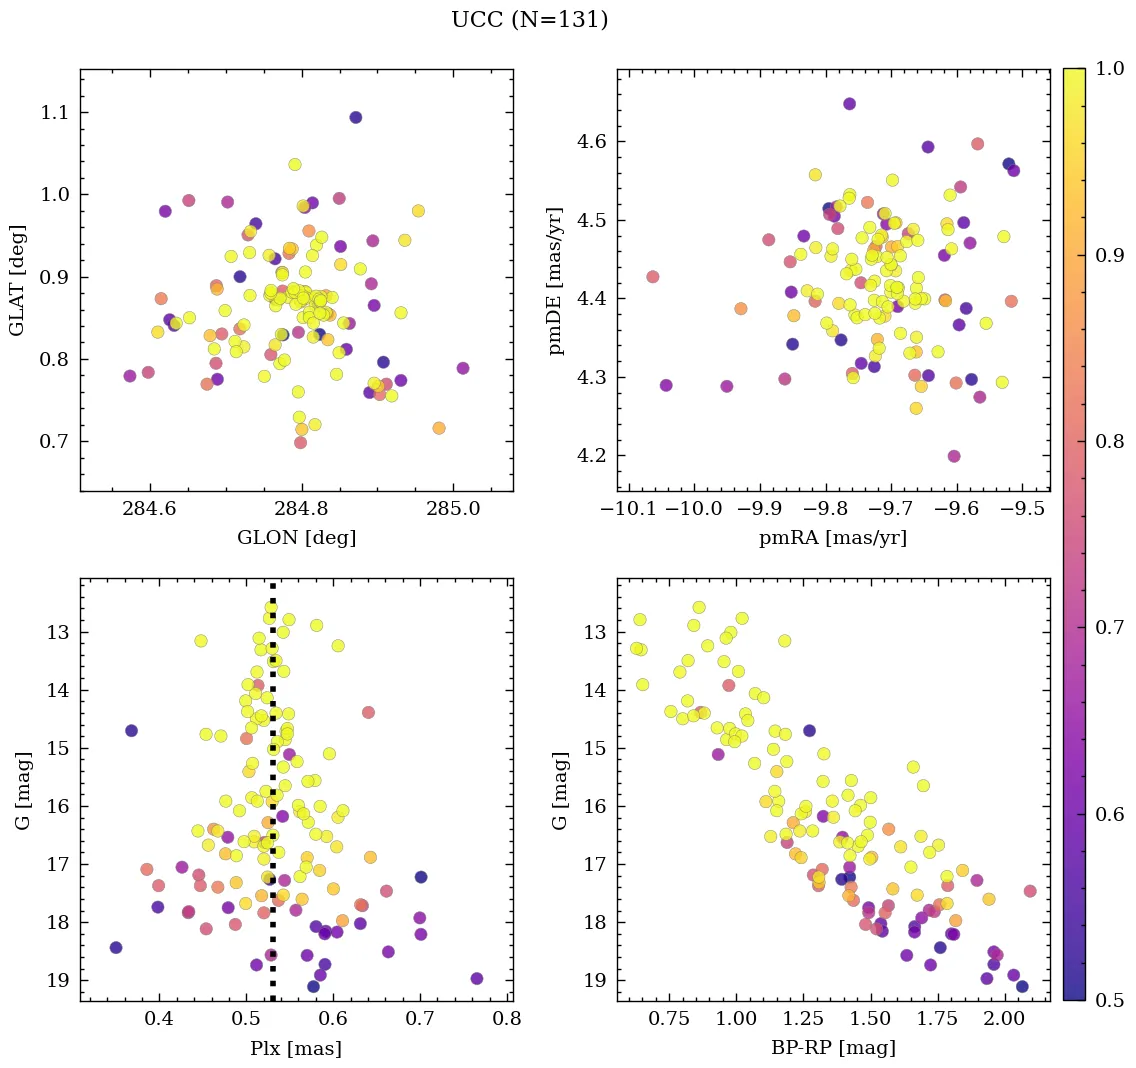 UCC (N=131)
1.1
1.0
0.9
0.8
0.7
GLAT [deg]
284.6 284.8 285.0
GLON [deg]
4.6
4.5
4.4
4.3
4.2
pmDE [mas/yr]
−10.1 −10.0 −9.9 −9.8 −9.7 −9.6 −9.5
pmRA [mas/yr]
1.0
0.9
0.8
0.7
0.6
0.5
13
14
15
16
17
18
19
G [mag]
0.4 0.5 0.6 0.7 0.8
Plx [mas]
13
14
15
16
17
18
19
G [mag]
0.75 1.00 1.25 1.50 1.75 2.00
BP-RP [mag]